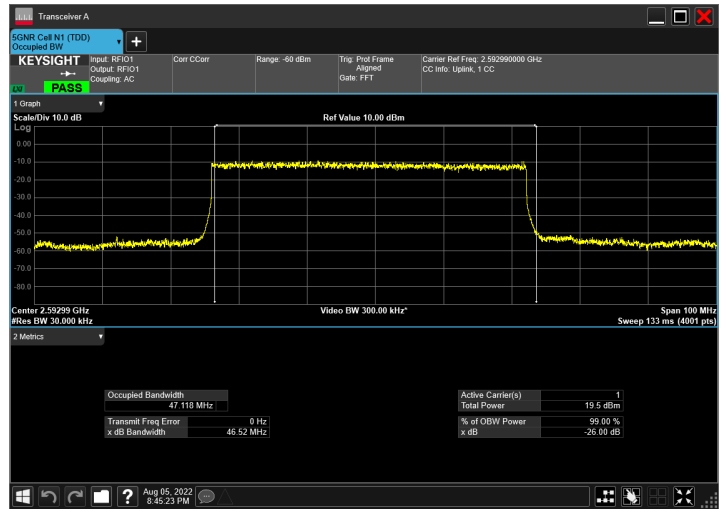 Transceiver A
5GNR Cell N1 (TDD)
Occupied BW
KEYSIGHT
Input: RFIO1
Output: RFIO1
Coupling: AC
Corr CCorr
Range: -60 dBm
Trig: Prot Frame
Aligned
Gate: FFT
Carrier Ref Freq: 2.592990000 GHz
CC Info: Uplink, 1 CC
LXI
PASS
1 Graph
Scale/Div 10.0 dB
Ref Value 10.00 dBm
Log
0.00
-10.0
-20.0
-30.0
-40.0
-50.0
-60.0
-70.0
-80.0
Center 2.59299 GHz
Video BW 300.00 kHz*
Span 100 MHz
#Res BW 30.000 kHz
Sweep 133 ms (4001 pts)
2 Metrics
Occupied Bandwidth
47.118 MHz
Active Carrier(s) 1
Total Power 19.5 dBm
Transmit Freq Error 0 Hz
x dB Bandwidth 46.52 MHz
% of OBW Power 99.00 %
x dB -26.00 dB
Aug 05, 2022
8:45:23 PM